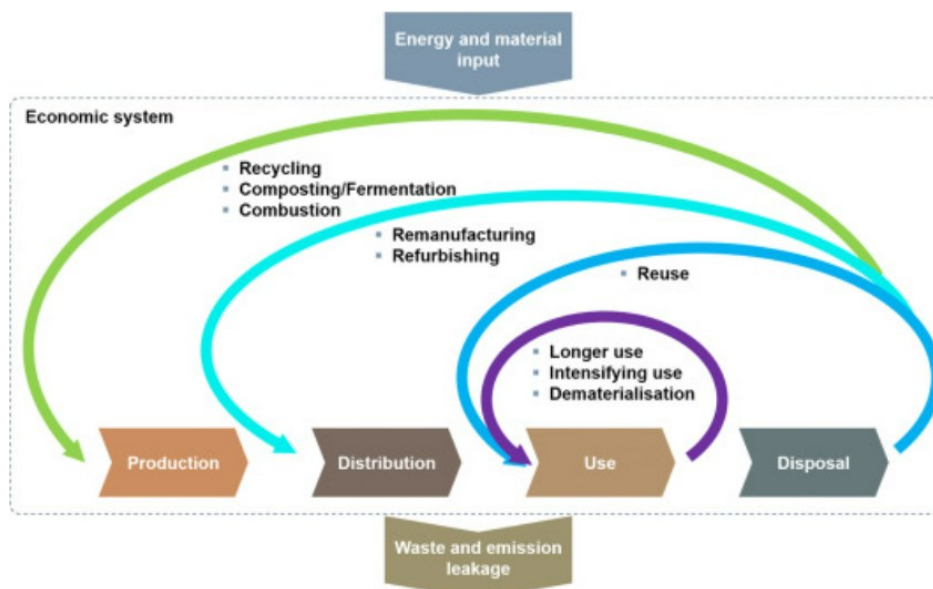 Energy and material
input
Economic system
Recycling
Composting/Fermentation
Combustion
Remanufacturing
Refurbishing
Reuse
Longer use
Intensifying use
Dematerialisation
Production
Distribution
Use
Disposal
Waste and emission
leakage